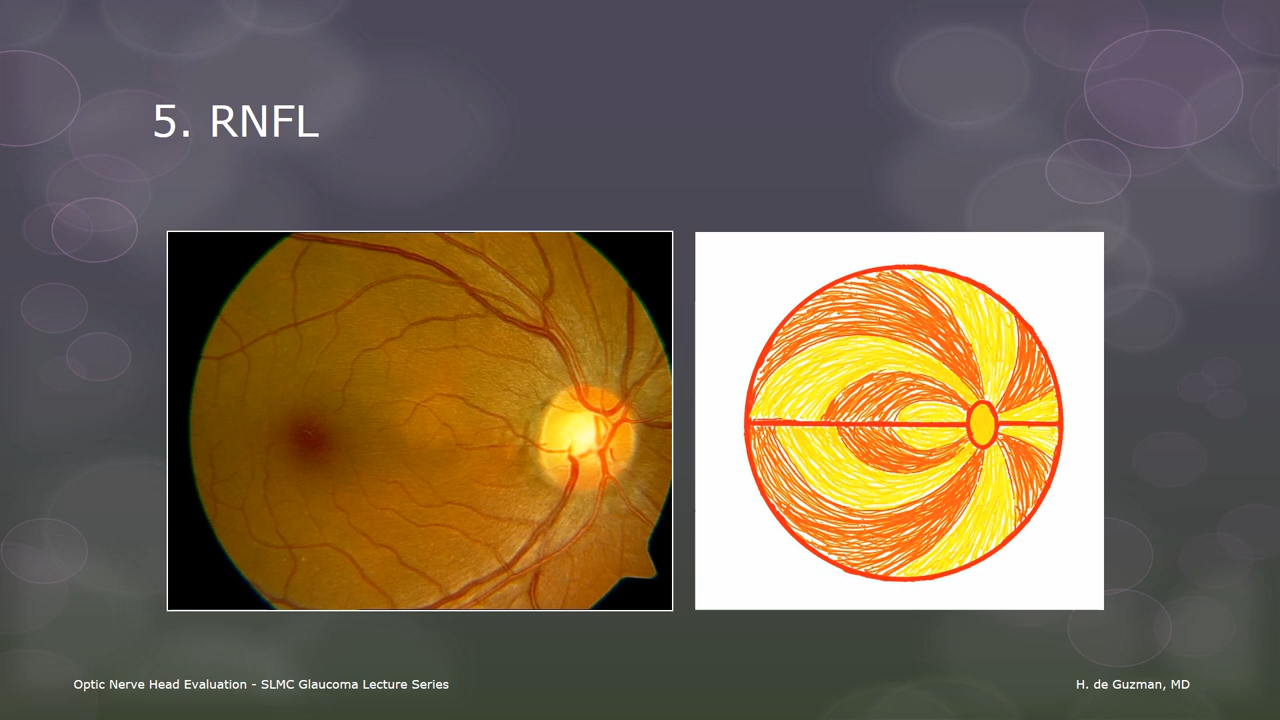 5. RNFL
Optic Nerve Head Evaluation - SLMC Glaucoma Lecture Series
H. de Guzman, MD